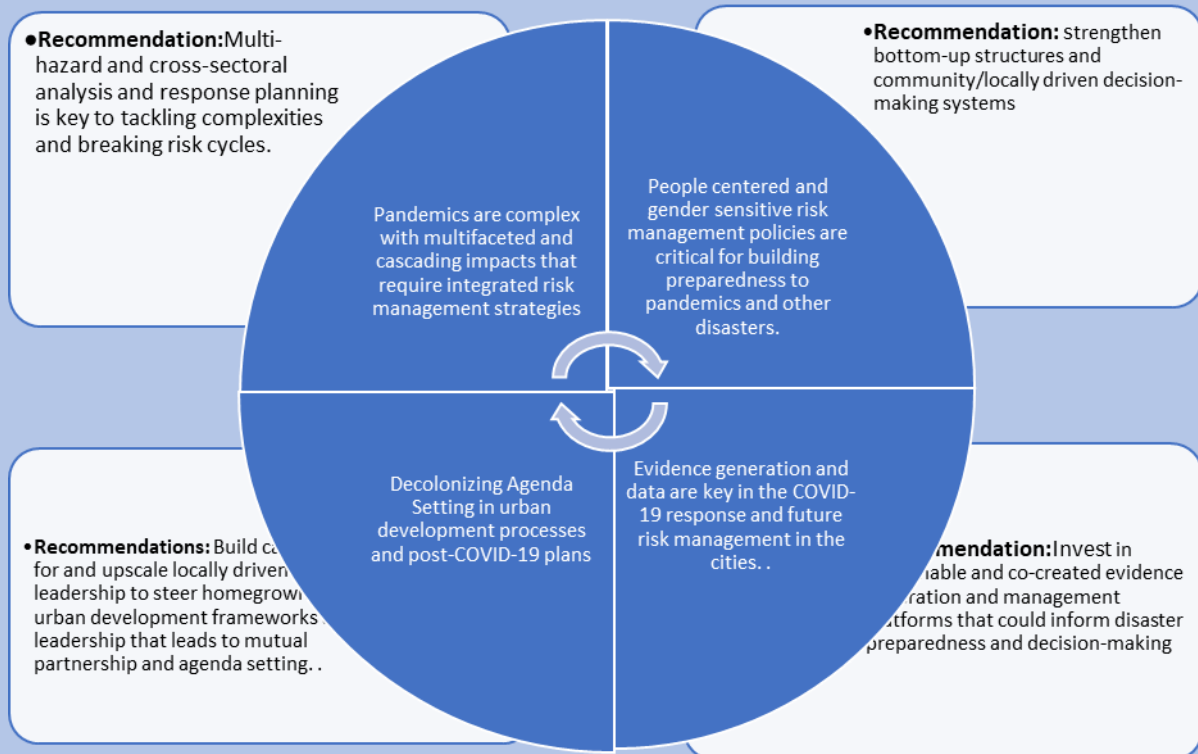 ●Recommendation:Multi-
hazard and cross-sectoral
analysis and response planning
is key to tackling complexities
and breaking risk cycles.
•Recommendation: strengthen
bottom-up structures and
community/locally driven decision-
making systems
Pandemics are complex
with multifaceted and
cascading impacts that
require integrated risk
management strategies
People centered and
gender sensitive risk
management policies are
critical for building
preparedness to
pandemics and other
disasters.
Decolonizing Agenda
Setting in urban
development processes
and post-COVID-19 plans
Evidence generation and
data are key in the COVID-
19 response and future
risk management in the
cities. .
•Recommendations: Build
for and upscale locally driven
leadership to steer
urban development frameworks
leadership that leads to mutual
partnership and agenda setting. .
Invest in
and co-created evidence
and management
that could inform disaster
preparedness and decision-making